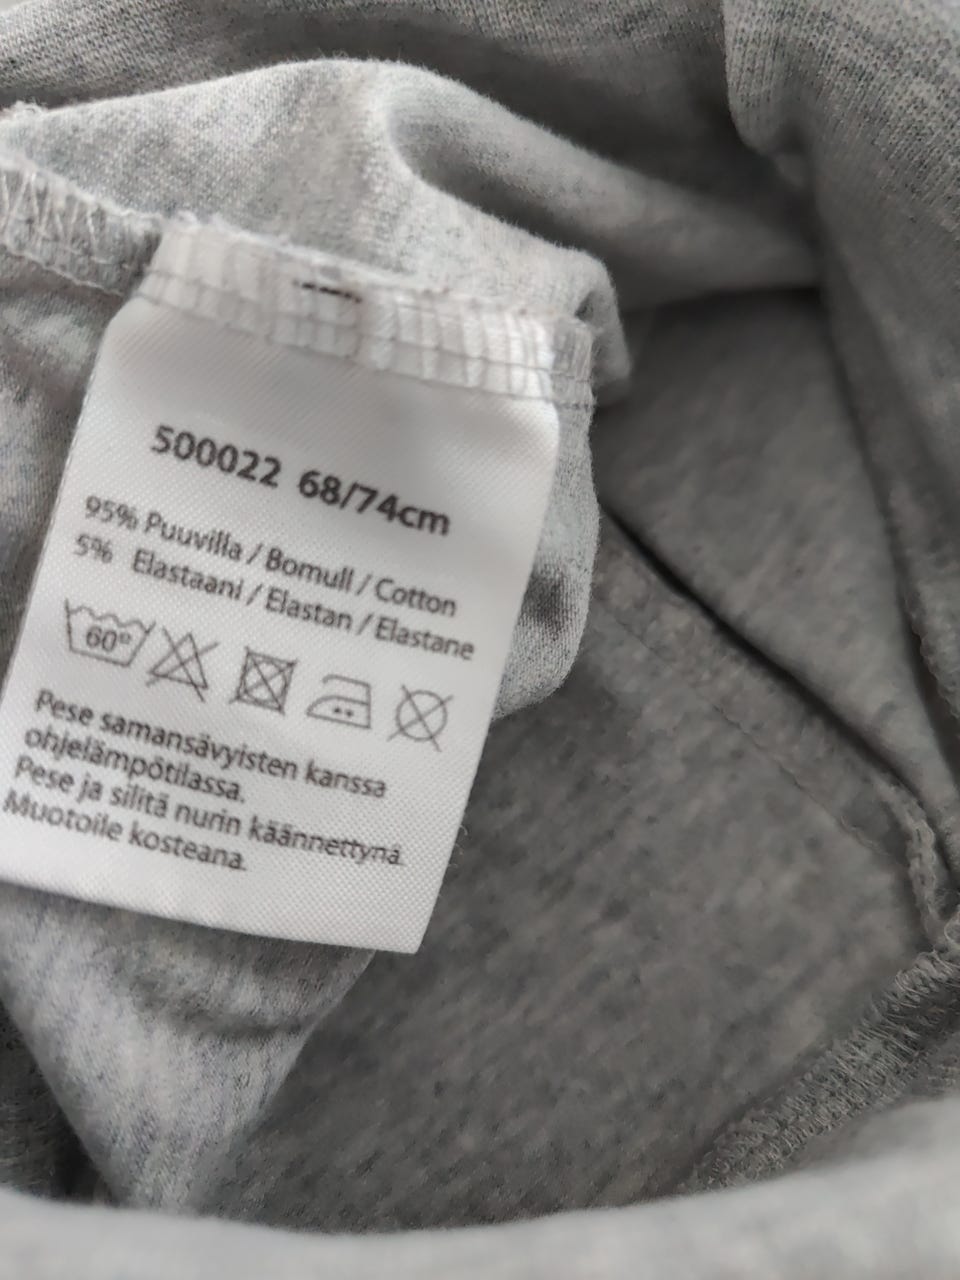 500022 68/74cm
95% Puuvilla / Bomull / Cotton
5% Elastaani / Elastan / Elastane
60°
Pese samansävyisten kanssa
ohjelämpötilassa.
Pese ja silitä nurin käännettynä.
Muotoile kosteana.